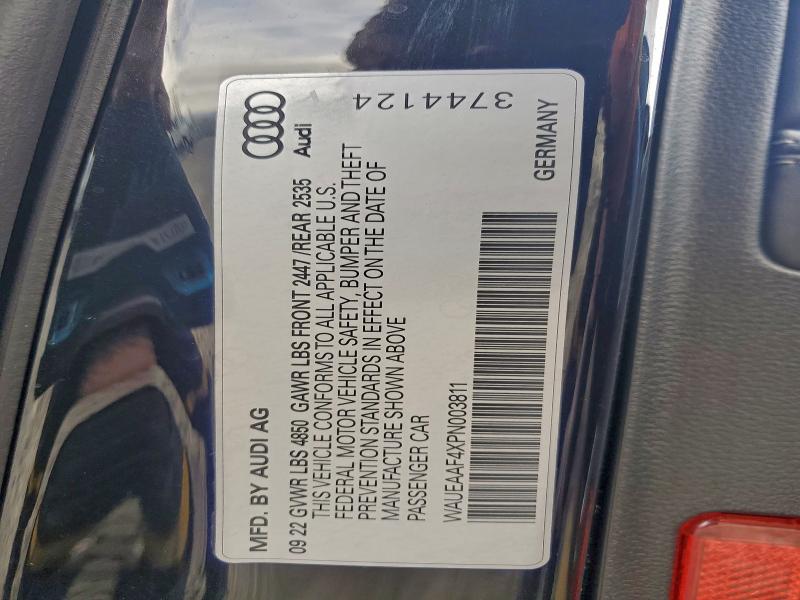 MFD. BY AUDI AG
09 22 GVWR LBS 4850 GAWR LBS FRONT 2447/REAR 2535
THIS VEHICLE CONFORMS TO ALL APPLICABLE U.S.
FEDERAL MOTOR VEHICLE SAFETY, BUMPER AND THEFT
PREVENTION STANDARDS IN EFFECT ON THE DATE OF
MANUFACTURE SHOWN ABOVE
PASSENGER CAR
WAUEAAF4XPN003811
Audi
3744124
GERMANY